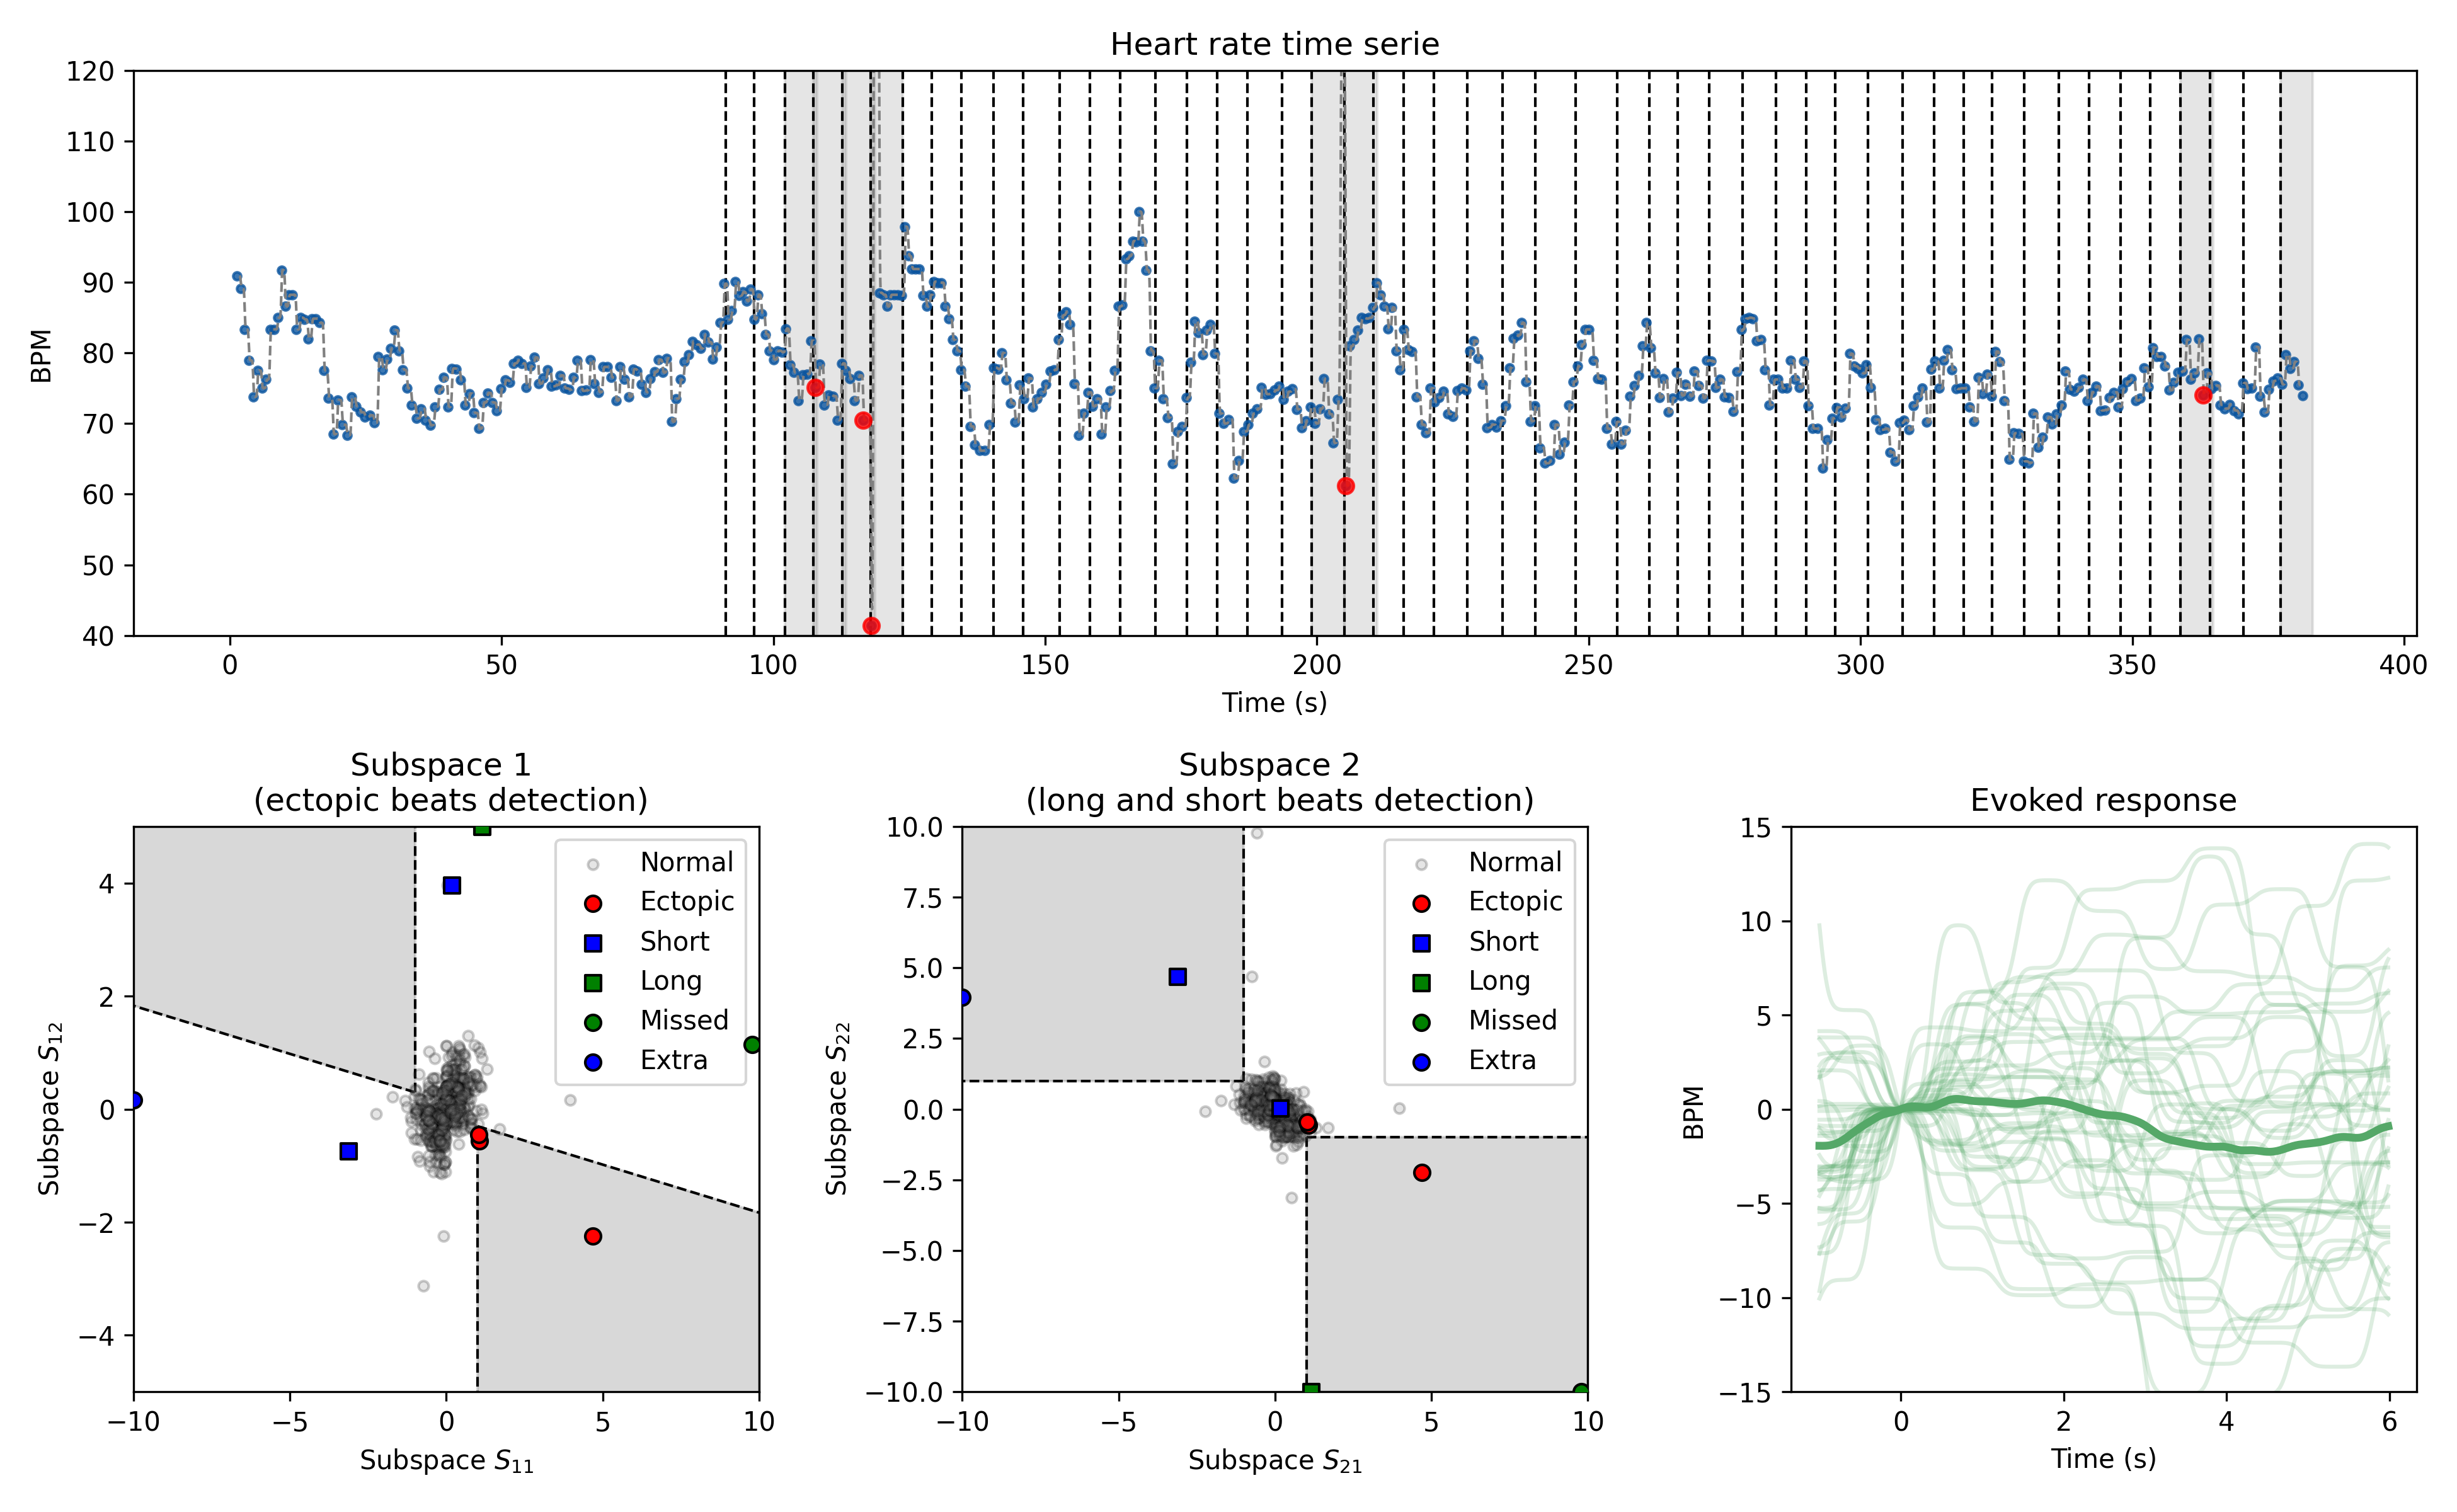 Heart rate time serie
120
110
100
90
80
70
60
50
40
BPM
0 50 100 150 200 250 300 350 400
Time (s)
Subspace 1
(ectopic beats detection)
4
2
0
−2
−4
Subspace S12
−10 −5 0 5 10
Subspace S11
Normal
Ectopic
Short
Long
Missed
Extra
Subspace 2
(long and short beats detection)
10.0
7.5
5.0
2.5
0.0
−2.5
−5.0
−7.5
−10.0
Subspace S22
−10 −5 0 5 10
Subspace S21
Normal
Ectopic
Short
Long
Missed
Extra
Evoked response
15
10
5
0
−5
−10
−15
BPM
0 2 4 6
Time (s)